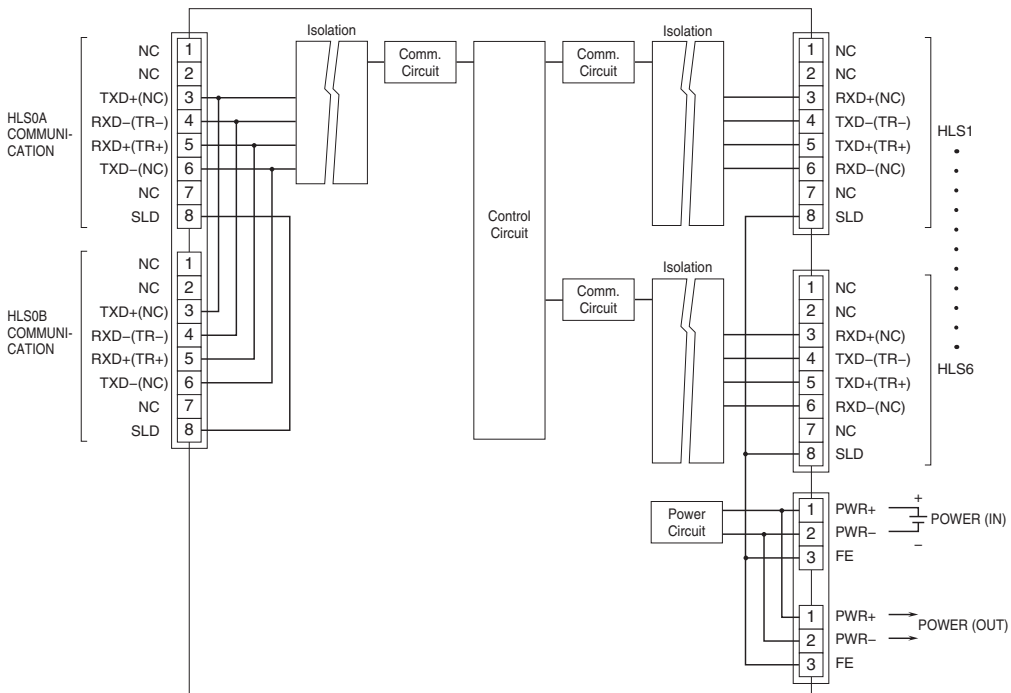 HLS0A
COMMUNI-
CATION
NC 1
NC 2
TXD+(NC) 3
RXD−(TR−) 4
RXD+(TR+) 5
TXD−(NC) 6
NC 7
SLD 8
HLS0B
COMMUNI-
CATION
NC 1
NC 2
TXD+(NC) 3
RXD−(TR−) 4
RXD+(TR+) 5
TXD−(NC) 6
NC 7
SLD 8
Isolation
Comm.
Circuit
Control
Circuit
Comm.
Circuit
Isolation
1 NC
2 NC
3 RXD+(NC)
4 TXD−(TR−)
5 TXD+(TR+)
6 RXD−(NC)
7 NC
8 SLD
HLS1
Comm.
Circuit
Isolation
1 NC
2 NC
3 RXD+(NC)
4 TXD−(TR−)
5 TXD+(TR+)
6 RXD−(NC)
7 NC
8 SLD
HLS6
Power
Circuit
1 PWR+
2 PWR−
3 FE
+
POWER (IN)
−
1 PWR+
2 PWR−
3 FE
POWER (OUT)